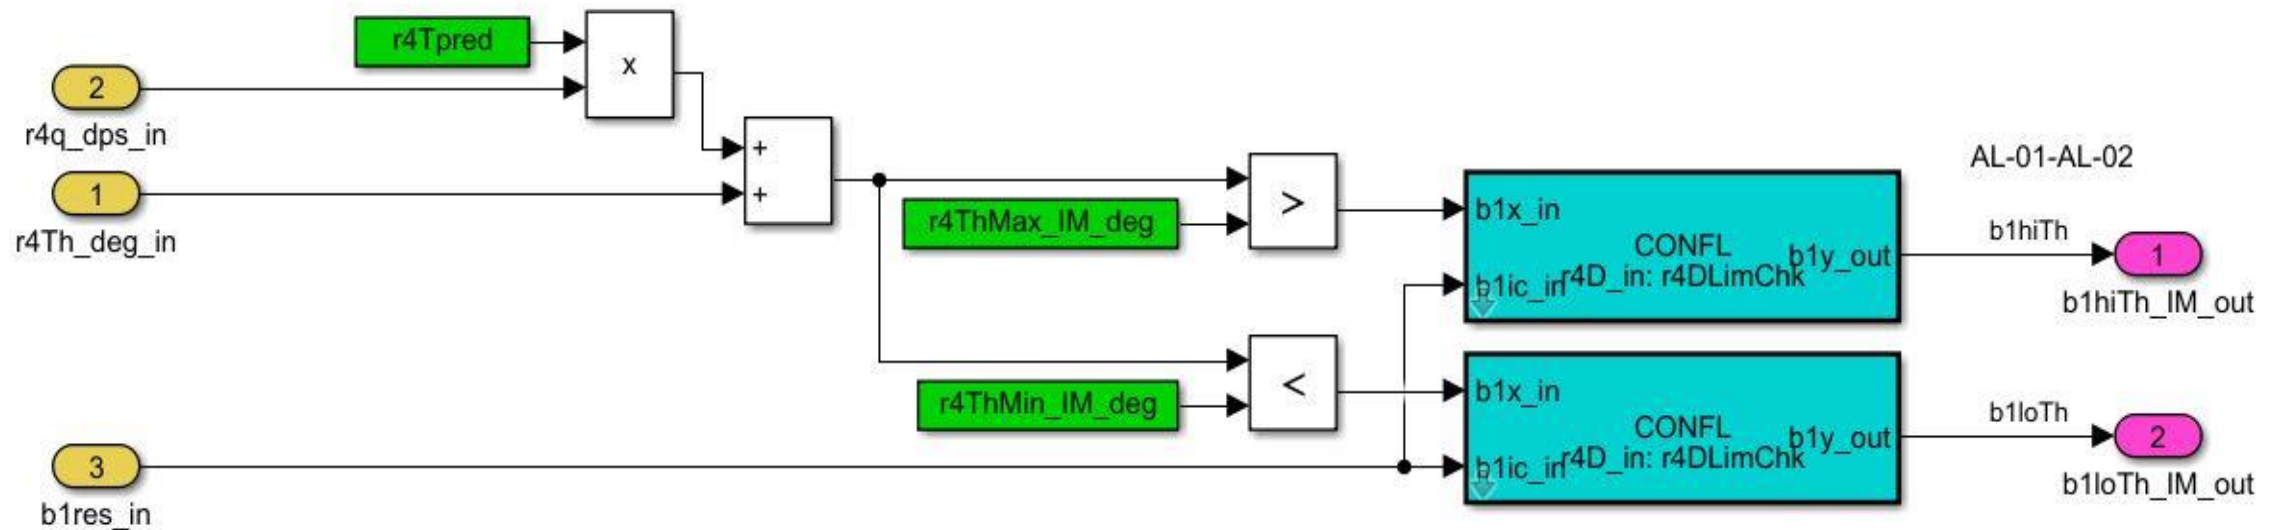 r4Tpred
x
2
r4q_dps_in
+
1
+
r4Th_deg_in
r4ThMax_IM_deg
>
b1x_in
CONFL
b1y_out
r4D_in: r4DLimChk
b1ic_in
AL-01-AL-02
b1hiTh
1
b1hiTh_IM_out
r4ThMin_IM_deg
<
b1x_in
CONFL
b1y_out
r4D_in: r4DLimChk
b1ic_in
b1loTh
2
b1loTh_IM_out
3
b1res_in